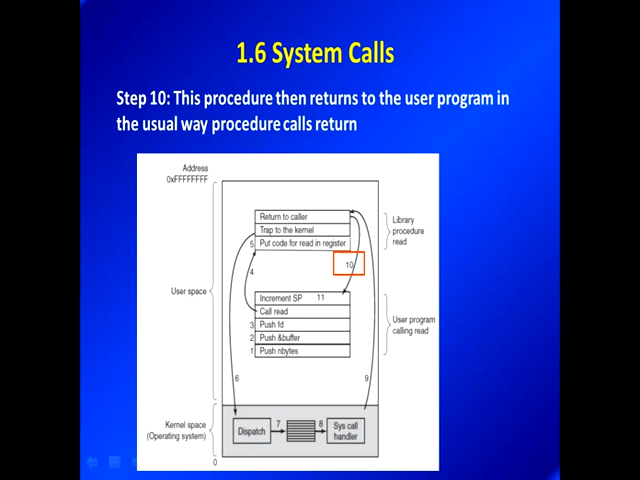 1.6 System Calls
Step 10: This procedure then returns to the user program in
the usual way procedure calls return
Address
0xFFFFFFFF
Return to caller
Trap to the kernel
5 Put code for read in register
Library
procedure
read
4
10
User space
Increment SP 11
Call read
3 Push fd
2 Push &buffer
1 Push nbytes
User program
calling read
6
9
Kernel space
(Operating system)
Dispatch
7
8
Sys call
handler
0